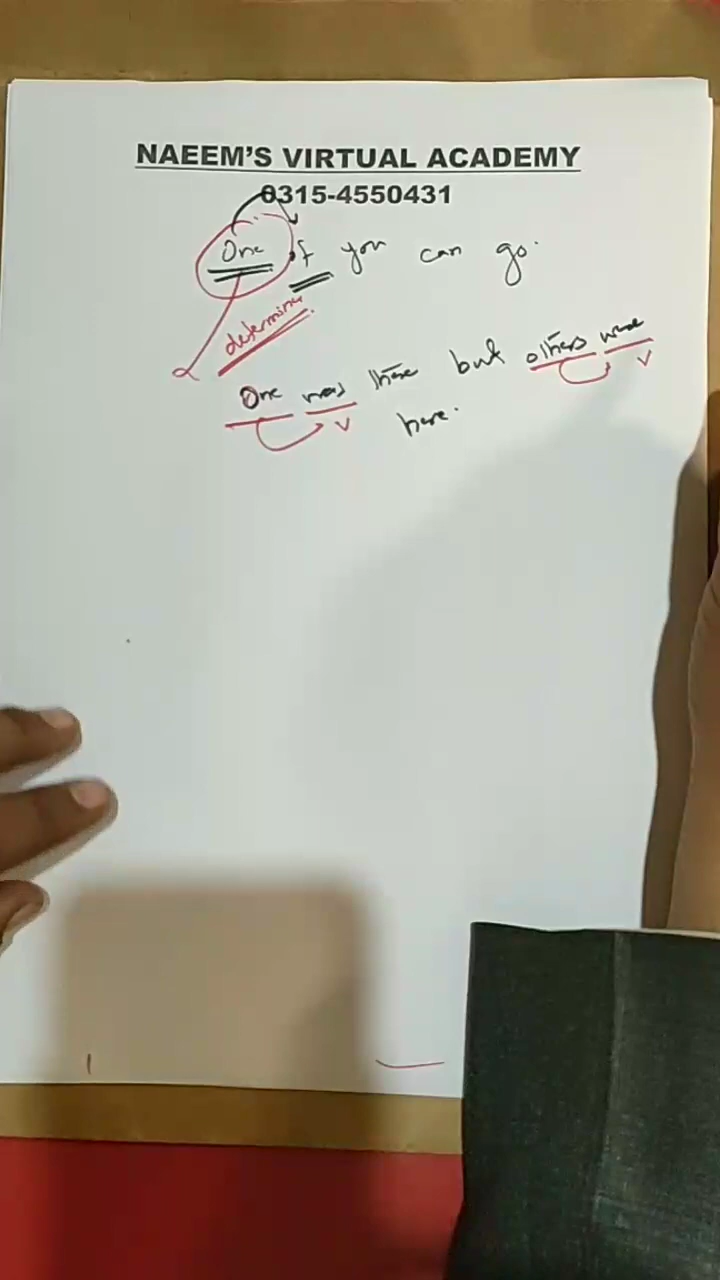 NAEEM'S VIRTUAL ACADEMY
0315-4550431
One of you can go.
determiner
One was there but others were
V V
here.